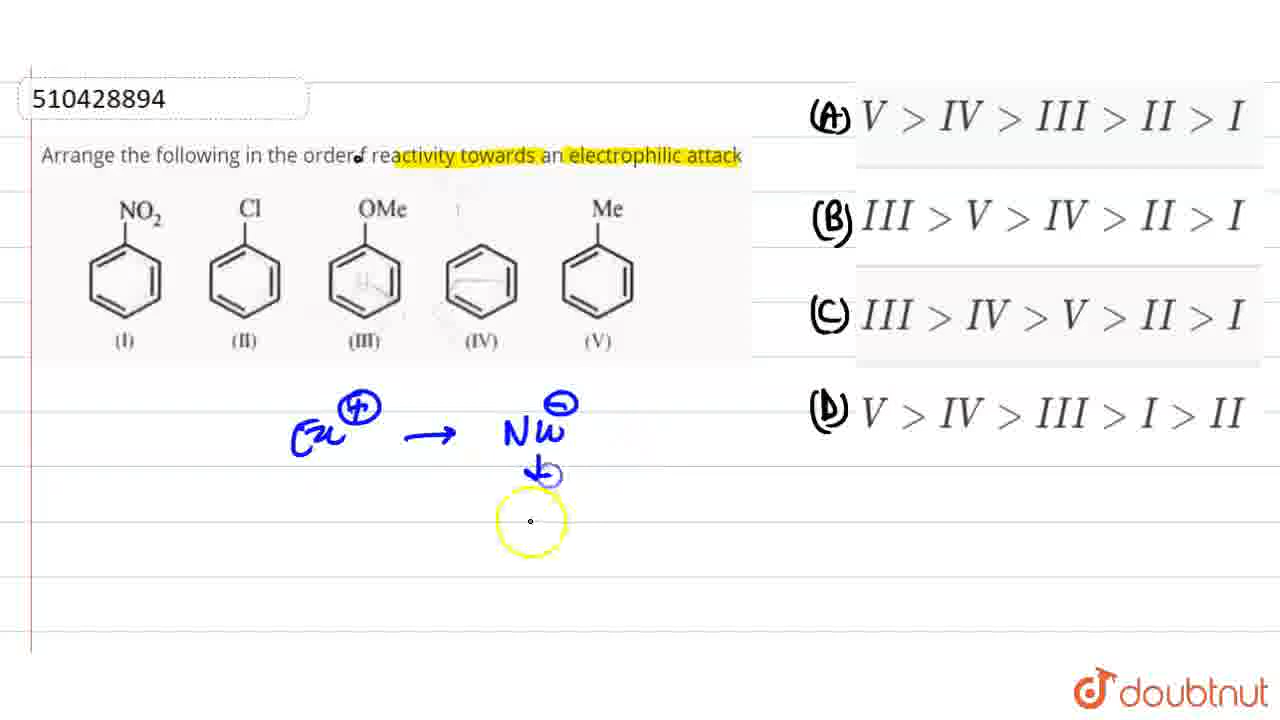 510428894
Arrange the following in the order of reactivity towards an electrophilic attack
NO₂ Cl OMe Me
(I) (II) (III) (IV) (V)
(A) V > IV > III > II > I
(B) III > V > IV > II > I
(C) III > IV > V > II > I
(D) V > IV > III > I > II
⊕ → ⊖
doubtnut